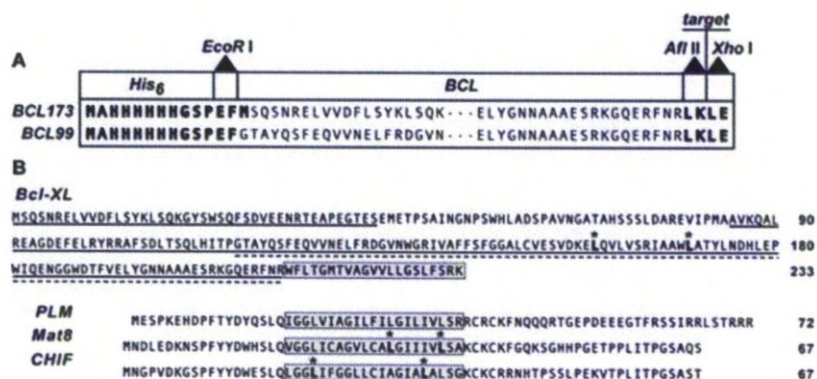 target
EcoR I Afl II Xho I
A
His6 BCL
BCL173 MAHHHHHHGSPEFMSQSNRELVVDFLSYKLSQK···ELYGNNAAAESRKGQERFNRLKLE
BCL99 MAHHHHHHGSPEFGTAYQSFEQVVNELFRDGVN···ELYGNNAAAESRKGQERFNRLKLE
B
Bcl-XL
MSQSNRELVVDFLSYKLSQKGYSWSQFSDVEENRTEAPEGTESEMETPSAINGNPSWHLADSPAVNGATAHSSSLDAREVIPMAAVKQAL 90
* *
REAGDEFELRYRRAFSDLTSQLHITPGTAYQSFEQVVNELFRDGVNWGRIVAFFSFGGALCVESVDKELQVLVSRIAAWLATYLNDHLEP 180
WIQENGGWDTFVELYGNNAAAESRKGQERFNRWFLTGMTVAGVVLLGSLFSRK 233
PLM MESPKEHDPFTYDYQSLQIGGLVIAGILFILGILIVLSRRCRCKFNQQQRTGEPDEEEGTFRSSIRRLSTRRR 72
* *
Mat8 MNDLEDKNSPFYYDWHSLQVGGLICAGVLCALGIIIVLSAKCKCKFGQKSGHHPGETPPLITPGSAQS 67
* *
CHIF MNGPVDKGSPFYYDWESLQLGGLIFGGLLCIAGIALALSGKCKCRRNHTPSSLPEKVTPLITPGSAST 67